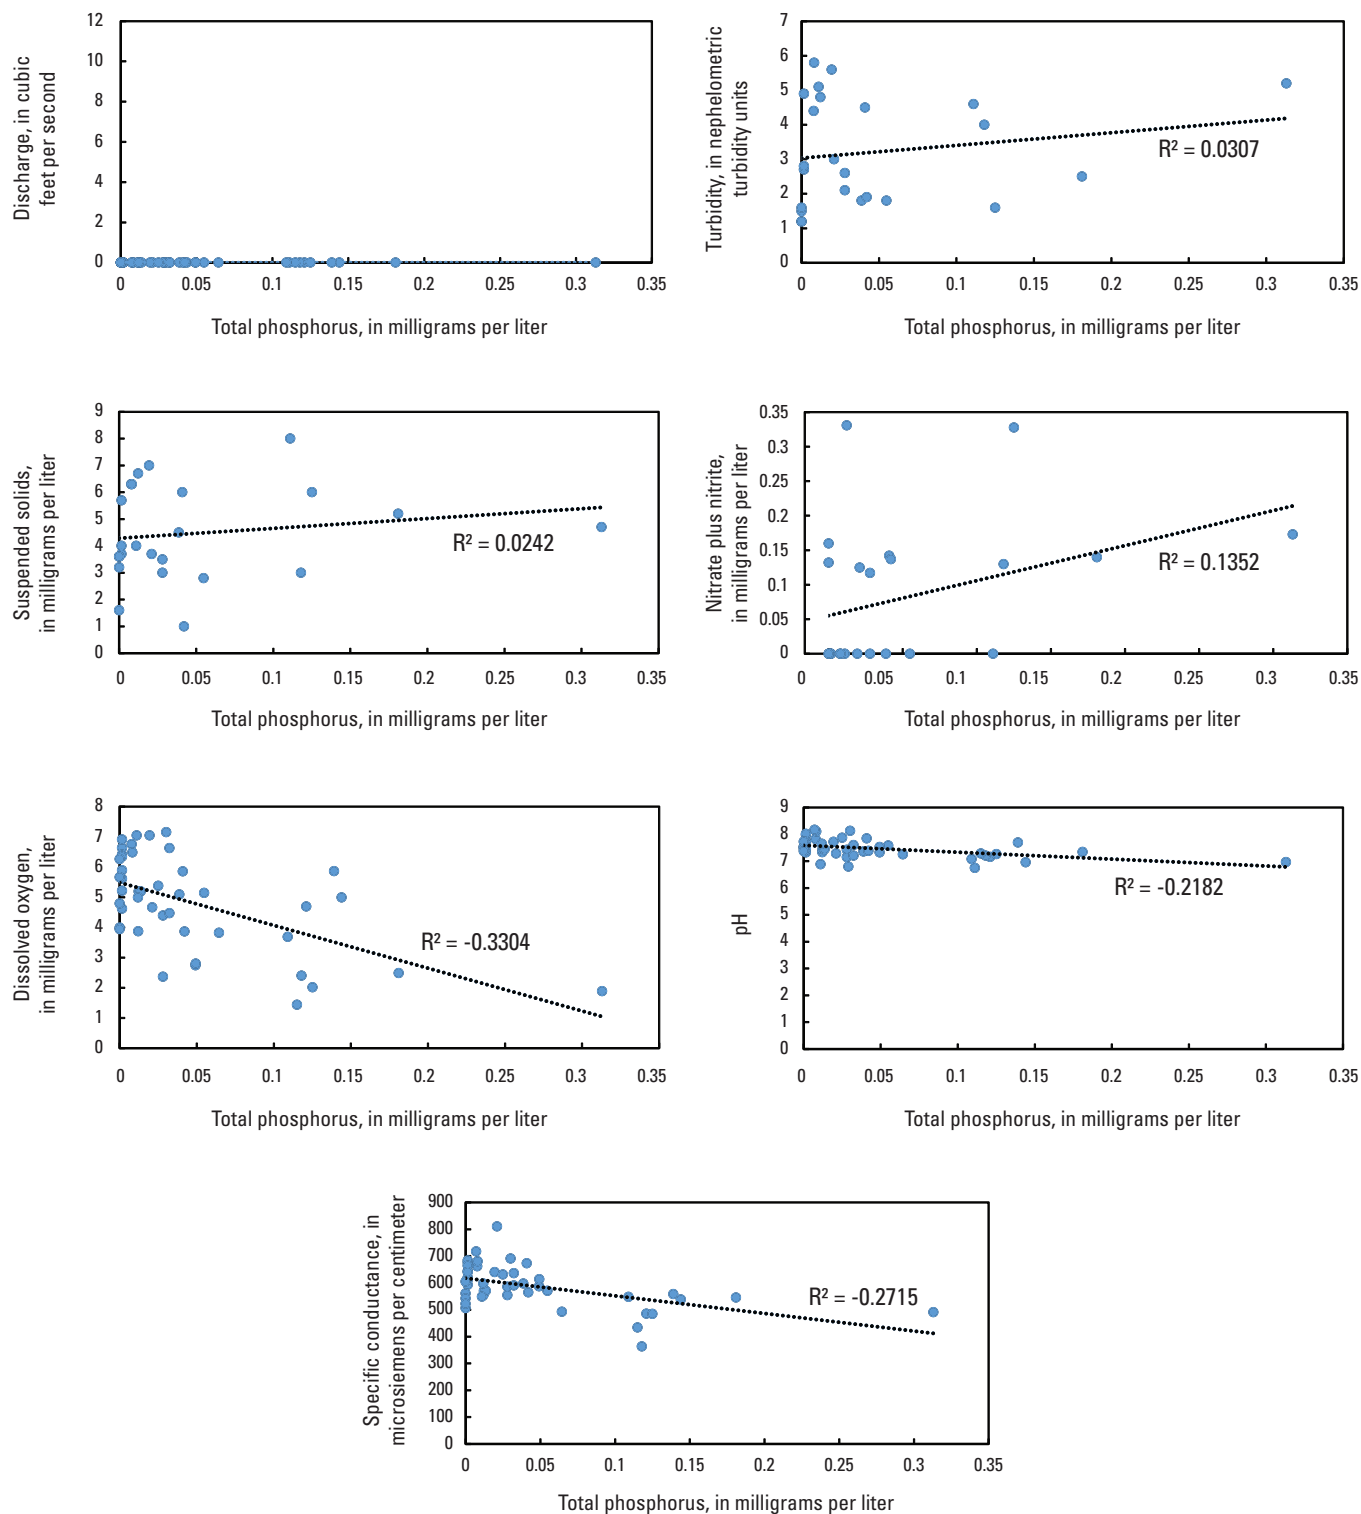 Discharge, in cubic
feet per second
12
10
8
6
4
2
0
0 0.05 0.1 0.15 0.2 0.25 0.3 0.35
Total phosphorus, in milligrams per liter
Turbidity, in nephelometric
turbidity units
7
6
5
4
3
2
1
0
R² = 0.0307
0 0.05 0.1 0.15 0.2 0.25 0.3 0.35
Total phosphorus, in milligrams per liter
Suspended solids,
in milligrams per liter
9
8
7
6
5
4
3
2
1
0
R² = 0.0242
0 0.05 0.1 0.15 0.2 0.25 0.3 0.35
Total phosphorus, in milligrams per liter
Nitrate plus nitrite,
in milligrams per liter
0.35
0.3
0.25
0.2
0.15
0.1
0.05
0
R² = 0.1352
0 0.05 0.1 0.15 0.2 0.25 0.3 0.35
Total phosphorus, in milligrams per liter
Dissolved oxygen,
in milligrams per liter
8
7
6
5
4
3
2
1
0
R² = -0.3304
0 0.05 0.1 0.15 0.2 0.25 0.3 0.35
Total phosphorus, in milligrams per liter
pH
9
8
7
6
5
4
3
2
1
0
R² = -0.2182
0 0.05 0.1 0.15 0.2 0.25 0.3 0.35
Total phosphorus, in milligrams per liter
Specific conductance, in
microsiemens per centimeter
900
800
700
600
500
400
300
200
100
0
R² = -0.2715
0 0.05 0.1 0.15 0.2 0.25 0.3 0.35
Total phosphorus, in milligrams per liter